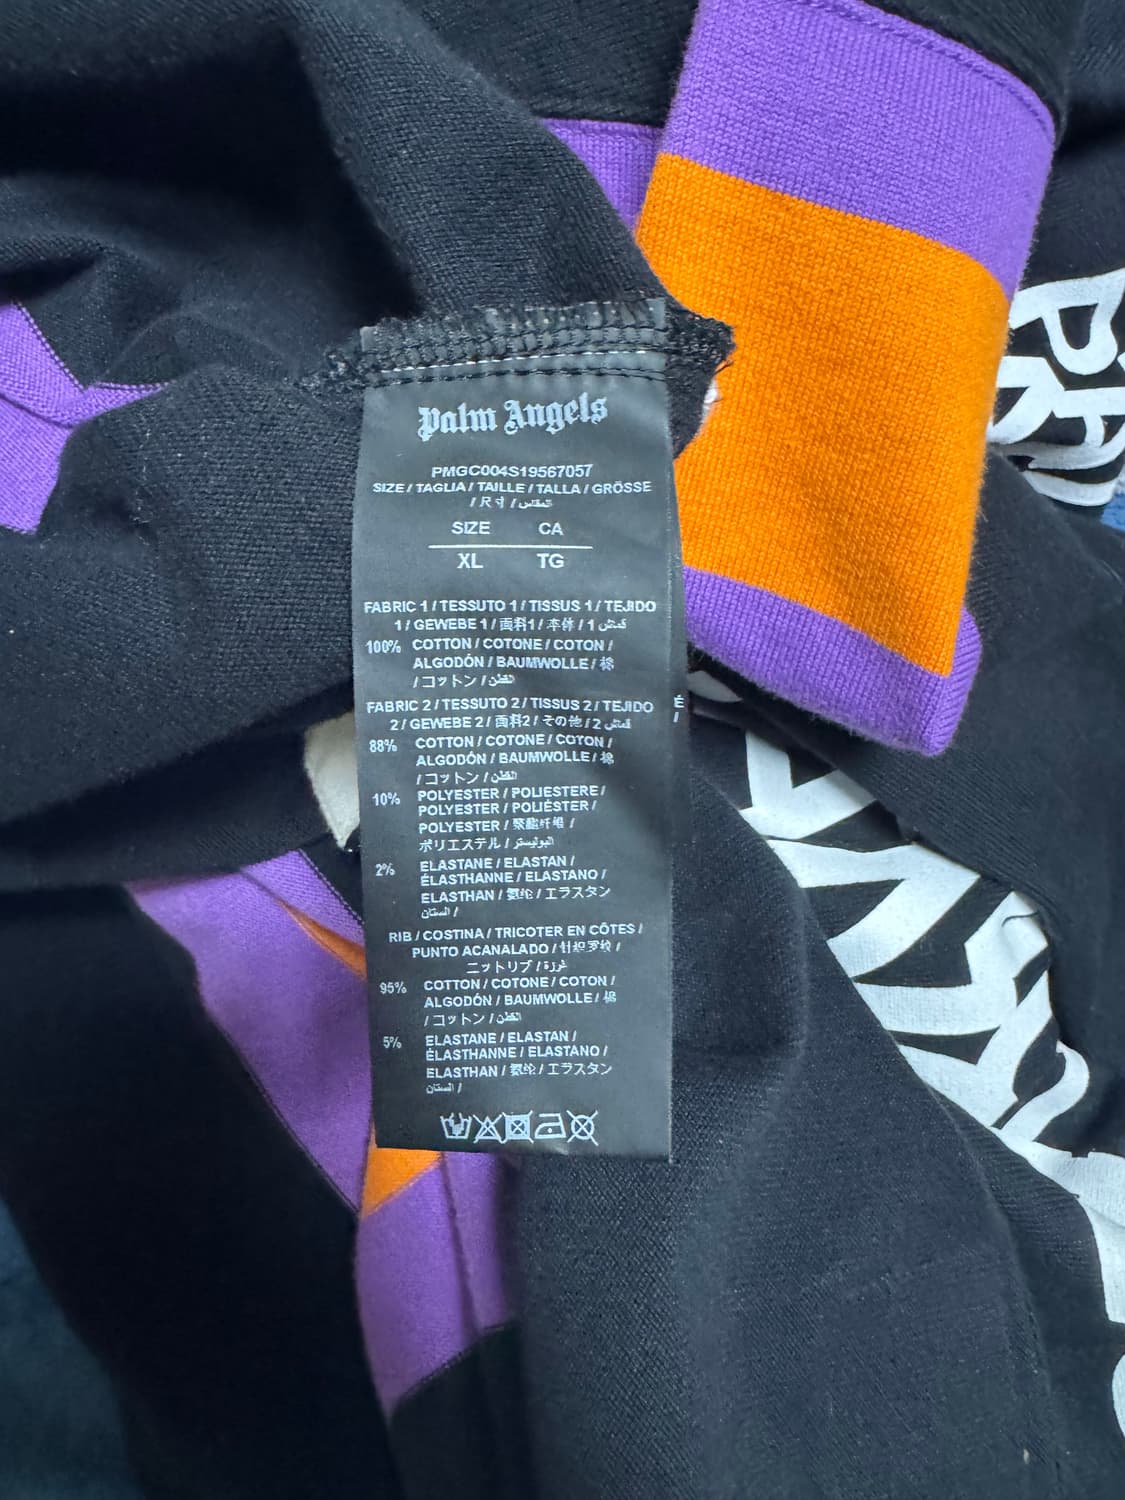 Palm Angels
PMGC004S19567057
SIZE / TAGLIA / TAILLE / TALLA / GRÖSSE
/ 尺寸 / المقاس
SIZE CA
XL TG
FABRIC 1 / TESSUTO 1 / TISSUS 1 / TEJIDO
1 / GEWEBE 1 / 面料1 / 本体 / 1 قماش
100% COTTON / COTONE / COTON /
ALGODÓN / BAUMWOLLE / 棉
/ コットン / القطن
FABRIC 2 / TESSUTO 2 / TISSUS 2 / TEJIDO
2 / GEWEBE 2 / 面料2 / その他 / 2 قماش
88% COTTON / COTONE / COTON /
ALGODÓN / BAUMWOLLE / 棉
/ コットン / القطن
10% POLYESTER / POLIESTERE /
POLYESTER / POLIÉSTER /
POLYESTER / 聚酯纤维 /
ポリエステル / البوليستر
2% ELASTANE / ELASTAN /
ÉLASTHANNE / ELASTANO /
ELASTHAN / 氨纶 / エラスタン
/ الستان
RIB / COSTINA / TRICOTER EN CÔTES /
PUNTO ACANALADO / 针织罗纹 /
ニットリブ / غرزة
95% COTTON / COTONE / COTON /
ALGODÓN / BAUMWOLLE / 棉
/ コットン / القطن
5% ELASTANE / ELASTAN /
ÉLASTHANNE / ELASTANO /
ELASTHAN / 氨纶 / エラスタン
/ الستان
É
/